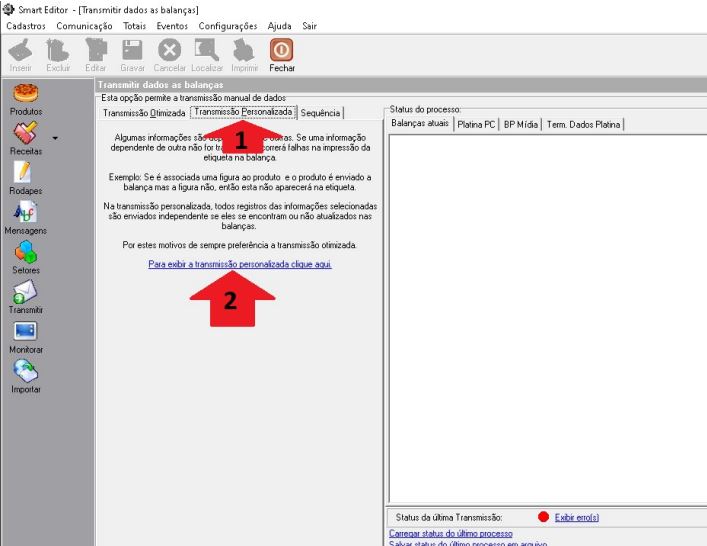 Smart Editor - [Transmitir dados as balanças]
Cadastros Comunicação Totais Eventos Configurações Ajuda Sair
Inserir Excluir Editar Gravar Cancelar Localizar Imprimir Fechar
Produtos
Receitas
Rodapes
Mensagens
Setores
Transmitir
Monitorar
Importar
Transmitir dados as balanças
Esta opção permite a transmissão manual de dados
Transmissão Otimizada Transmissão Personalizada Sequência
1
Algumas informações são outras. Se uma informação
dependente de outra não for ocorrerá falhas na impressão da
etiqueta na balança.
Exemplo: Se é associada uma figura ao produto e o produto é enviado a
balança mas a figura não, então esta não aparecerá na etiqueta.
Na transmissão personalizada, todos registros das informações selecionadas
são enviados independente se eles se encontram ou não atualizados nas
balanças.
Por estes motivos de sempre preferência a transmissão otimizada.
Para exibir a transmissão personalizada clique aqui.
2
Status do processo:
Balanças atuais Platina PC BP Mídia Term. Dados Platina
Status da última Transmissão: Exibir erro(s)
Carregar status do último processo
Salvar status do último processo em arquivo